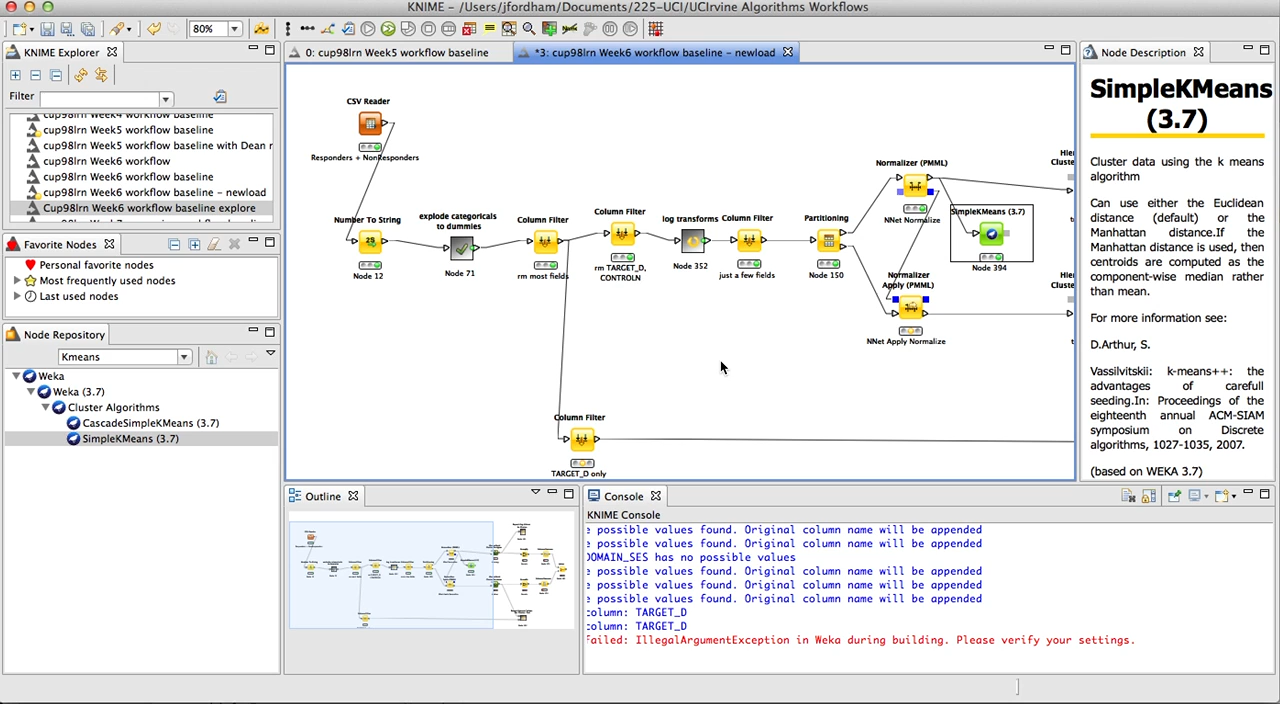 KNIME – /Users/jfordham/Documents/225-UCI/UCIrvine Algorithms Workflows
80%
KNIME Explorer
Filter
cup98lrn Week4 workflow baseline
cup98lrn Week5 workflow baseline
cup98lrn Week5 workflow baseline with Dean r
cup98lrn Week6 workflow
cup98lrn Week6 workflow baseline
cup98lrn Week6 workflow baseline – newload
Cup98lrn Week6 workflow baseline explore
Favorite Nodes
Personal favorite nodes
Most frequently used nodes
Last used nodes
Node Repository
Kmeans
Weka
Weka (3.7)
Cluster Algorithms
CascadeSimpleKMeans (3.7)
SimpleKMeans (3.7)
0: cup98lrn Week5 workflow baseline
*3: cup98lrn Week6 workflow baseline – newload
CSV Reader
Responders + NonResponders
Number To String
Node 12
explode categoricals
to dummies
Node 71
Column Filter
rm most fields
Column Filter
rm TARGET_D,
CONTROLN
log transforms
Node 352
Column Filter
just a few fields
Partitioning
Node 150
Normalizer (PMML)
NNet Normalize
Normalizer
Apply (PMML)
NNet Apply Normalize
SimpleKMeans (3.7)
Node 394
Hier
Cluste
Hier
Cluste
Column Filter
TARGET_D only
Outline
Console
KNIME Console
e possible values found. Original column name will be appended
e possible values found. Original column name will be appended
DOMAIN_SES has no possible values
e possible values found. Original column name will be appended
e possible values found. Original column name will be appended
e possible values found. Original column name will be appended
column: TARGET_D
column: TARGET_D
failed: IllegalArgumentException in Weka during building. Please verify your settings.
Node Description
SimpleKMeans
(3.7)
Cluster data using the k means
algorithm
Can use either the Euclidean
distance (default) or the
Manhattan distance.If the
Manhattan distance is used, then
centroids are computed as the
component-wise median rather
than mean.
For more information see:
D.Arthur, S.
Vassilvitskii: k-means++: the
advantages of carefull
seeding.In: Proceedings of the
eighteenth annual ACM-SIAM
symposium on Discrete
algorithms, 1027-1035, 2007.
(based on WEKA 3.7)